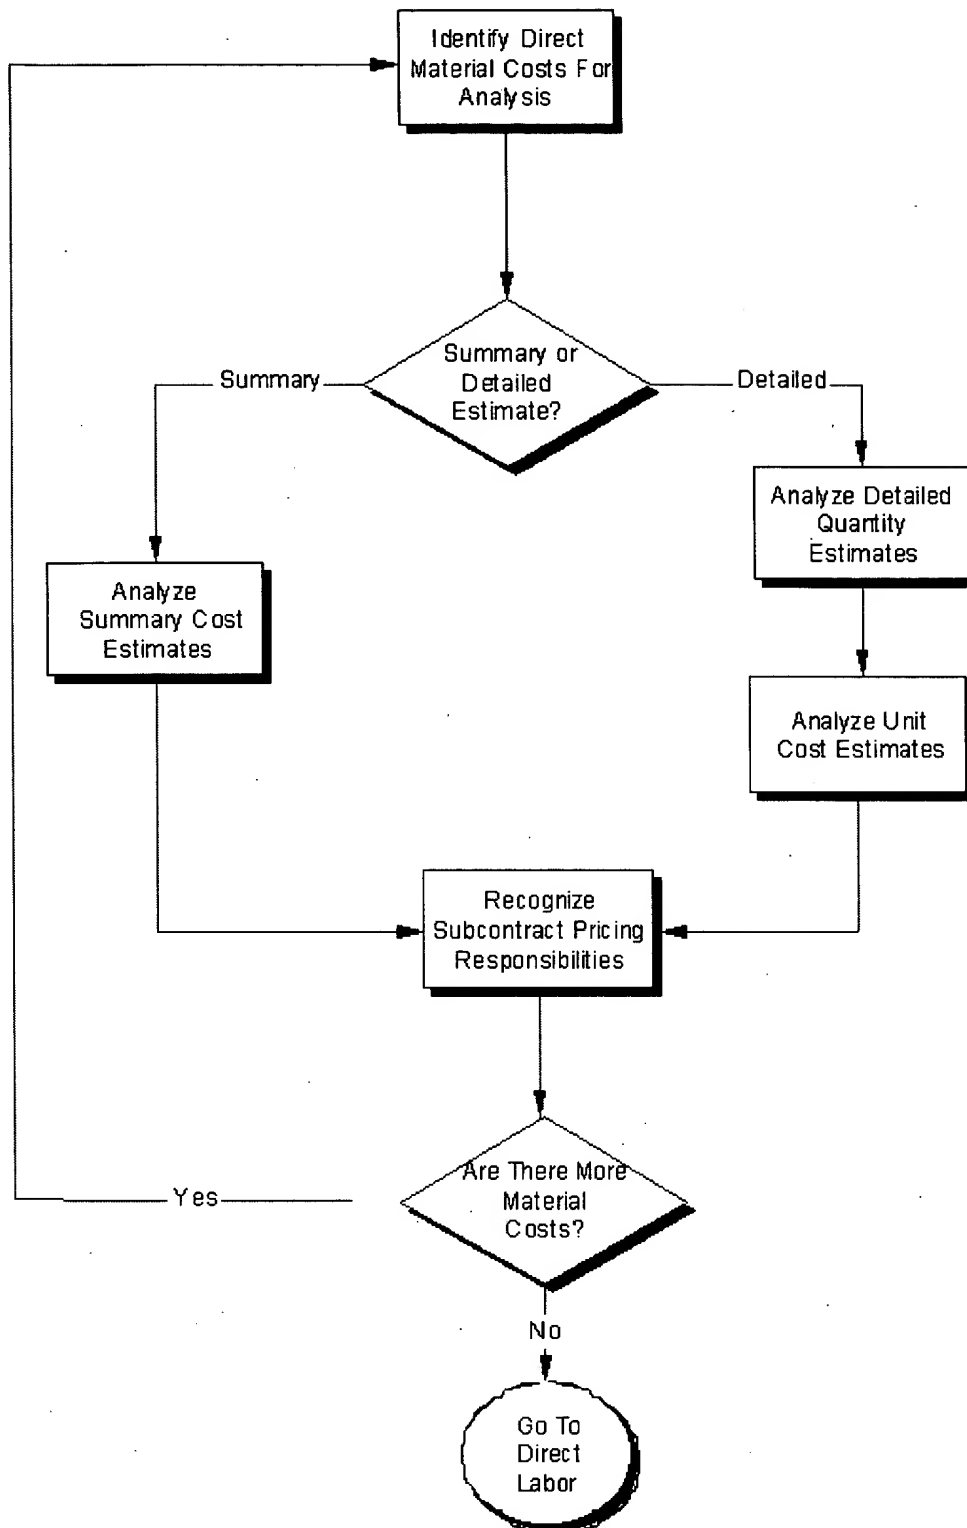 Identify Direct
Material Costs For
Analysis
Summary or
Detailed
Estimate?
Summary
Detailed
Analyze Detailed
Quantity
Estimates
Analyze
Summary Cost
Estimates
Analyze Unit
Cost Estimates
Recognize
Subcontract Pricing
Responsibilities
Are There More
Material
Costs?
Yes
No
Go To
Direct
Labor